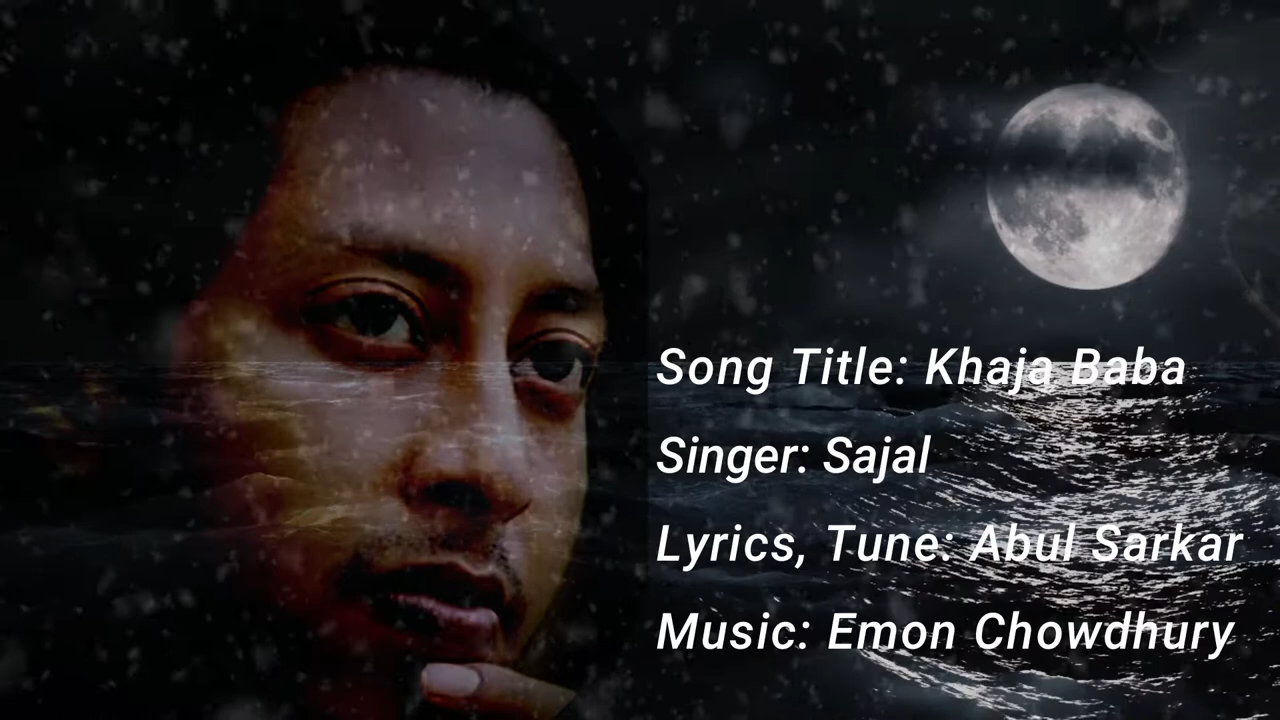 Song Title: Khaja Baba
Singer: Sajal
Lyrics, Tune: Abul Sarkar
Music: Emon Chowdhury